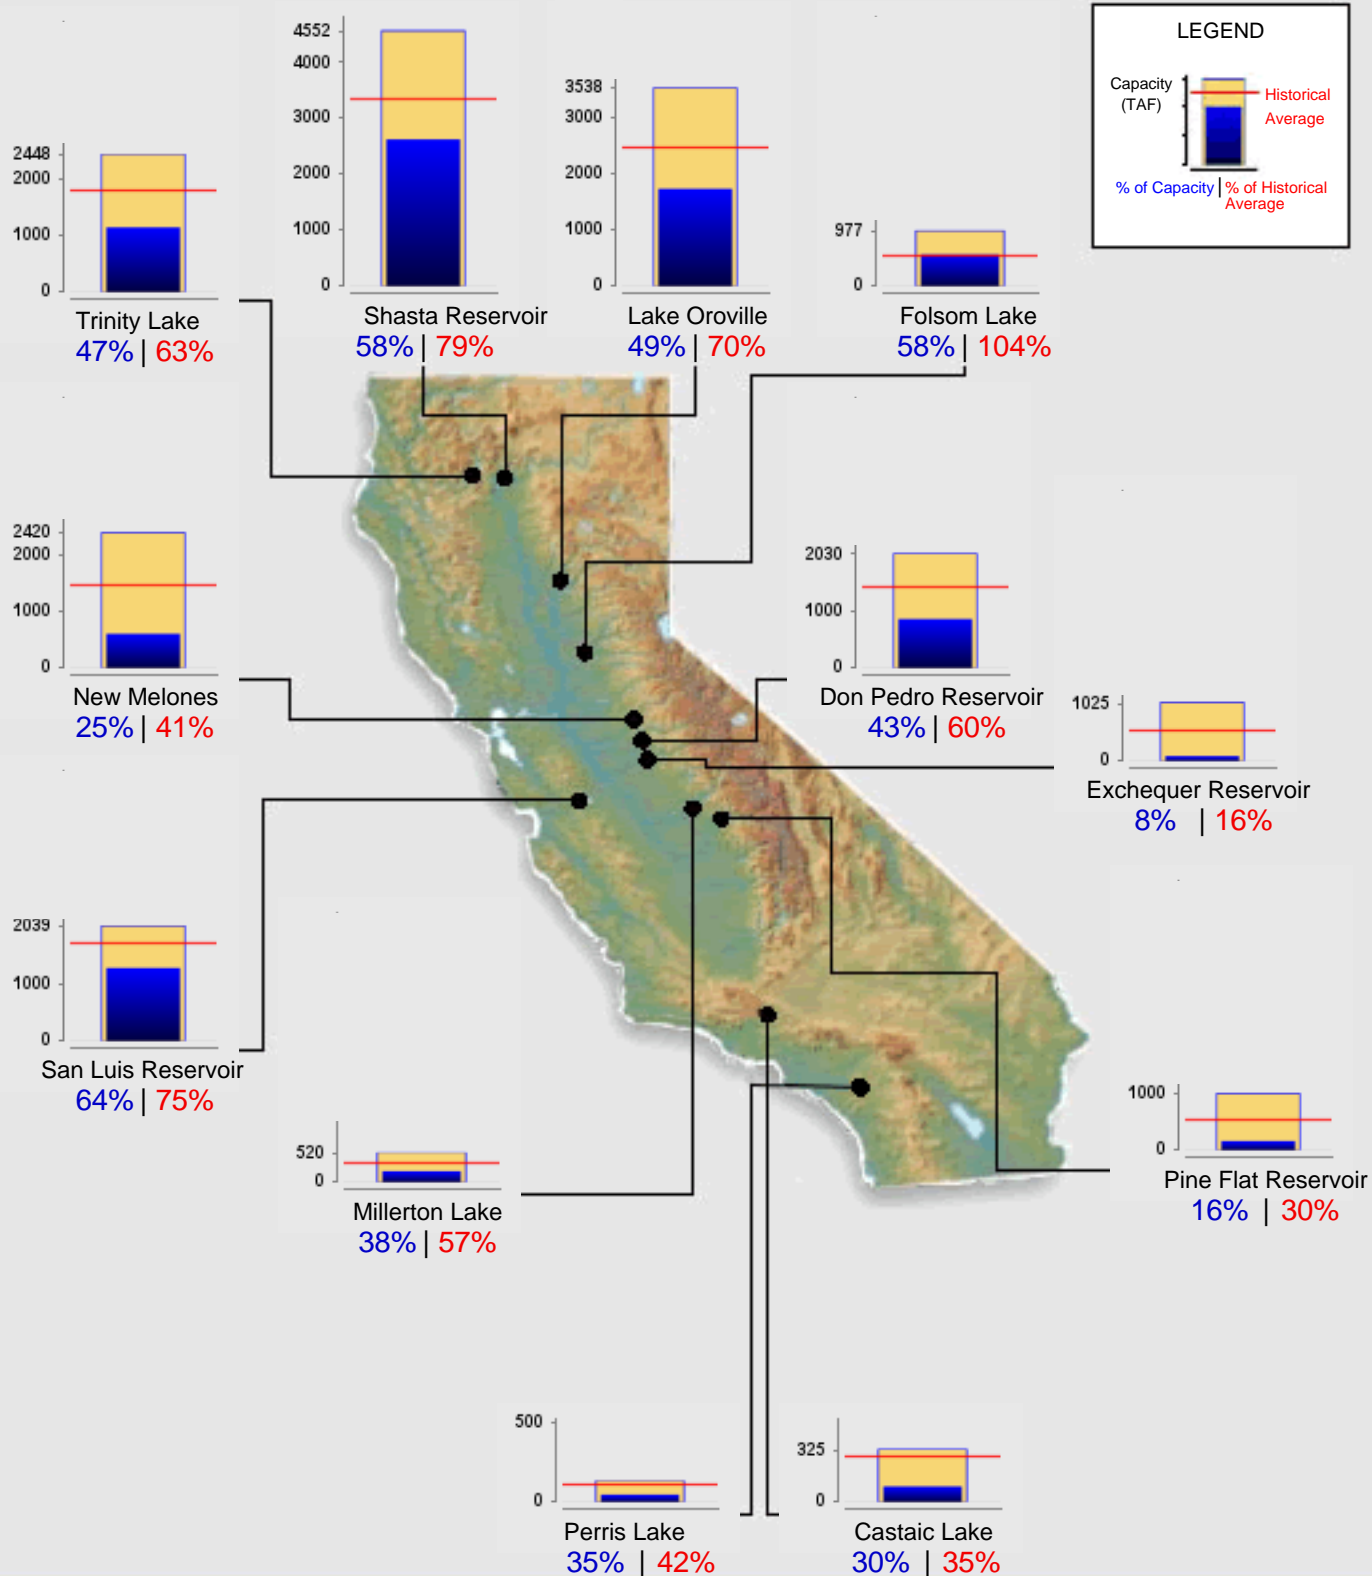 LEGEND
Capacity
(TAF)
Historical
Average
% of Capacity | % of Historical
Average
2448
2000
1000
0
Trinity Lake
47% | 63%
4552
4000
3000
2000
1000
0
Shasta Reservoir
58% | 79%
3538
3000
2000
1000
0
Lake Oroville
49% | 70%
977
0
Folsom Lake
58% | 104%
2420
2000
1000
0
New Melones
25% | 41%
2030
1000
0
Don Pedro Reservoir
43% | 60%
1025
0
Exchequer Reservoir
8% | 16%
2039
1000
0
San Luis Reservoir
64% | 75%
520
0
Millerton Lake
38% | 57%
1000
0
Pine Flat Reservoir
16% | 30%
500
0
Perris Lake
35% | 42%
325
0
Castaic Lake
30% | 35%